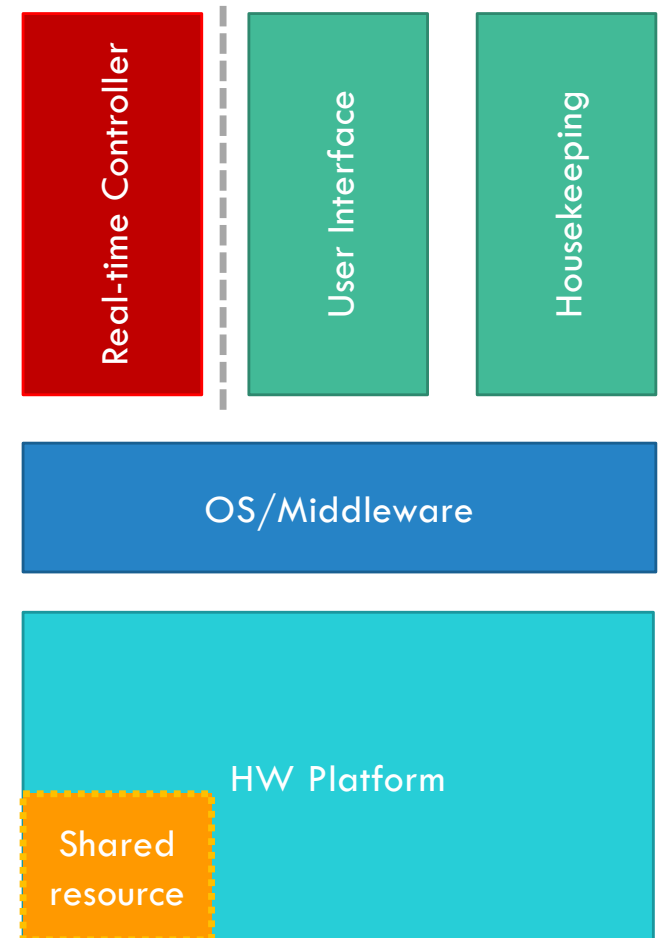 Real-time Controller
User Interface
Housekeeping
OS/Middleware
HW Platform
Shared
resource